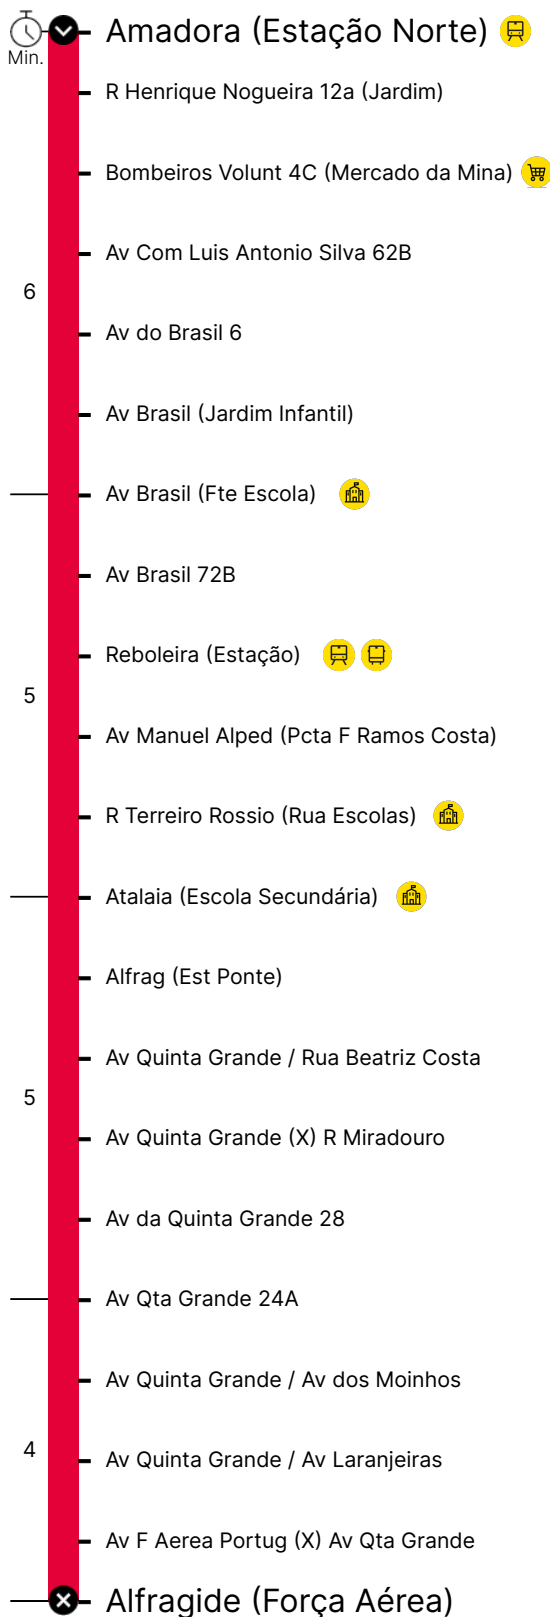 Amadora (Estação Norte)
Min.
R Henrique Nogueira 12a (Jardim)
Bombeiros Volunt 4C (Mercado da Mina)
Av Com Luis Antonio Silva 62B
6
Av do Brasil 6
Av Brasil (Jardim Infantil)
Av Brasil (Fte Escola)
Av Brasil 72B
Reboleira (Estação)
5
Av Manuel Alped (Pcta F Ramos Costa)
R Terreiro Rossio (Rua Escolas)
Atalaia (Escola Secundária)
Alfrag (Est Ponte)
Av Quinta Grande / Rua Beatriz Costa
5
Av Quinta Grande (X) R Miradouro
Av da Quinta Grande 28
Av Qta Grande 24A
Av Quinta Grande / Av dos Moinhos
4
Av Quinta Grande / Av Laranjeiras
Av F Aerea Portug (X) Av Qta Grande
Alfragide (Força Aérea)